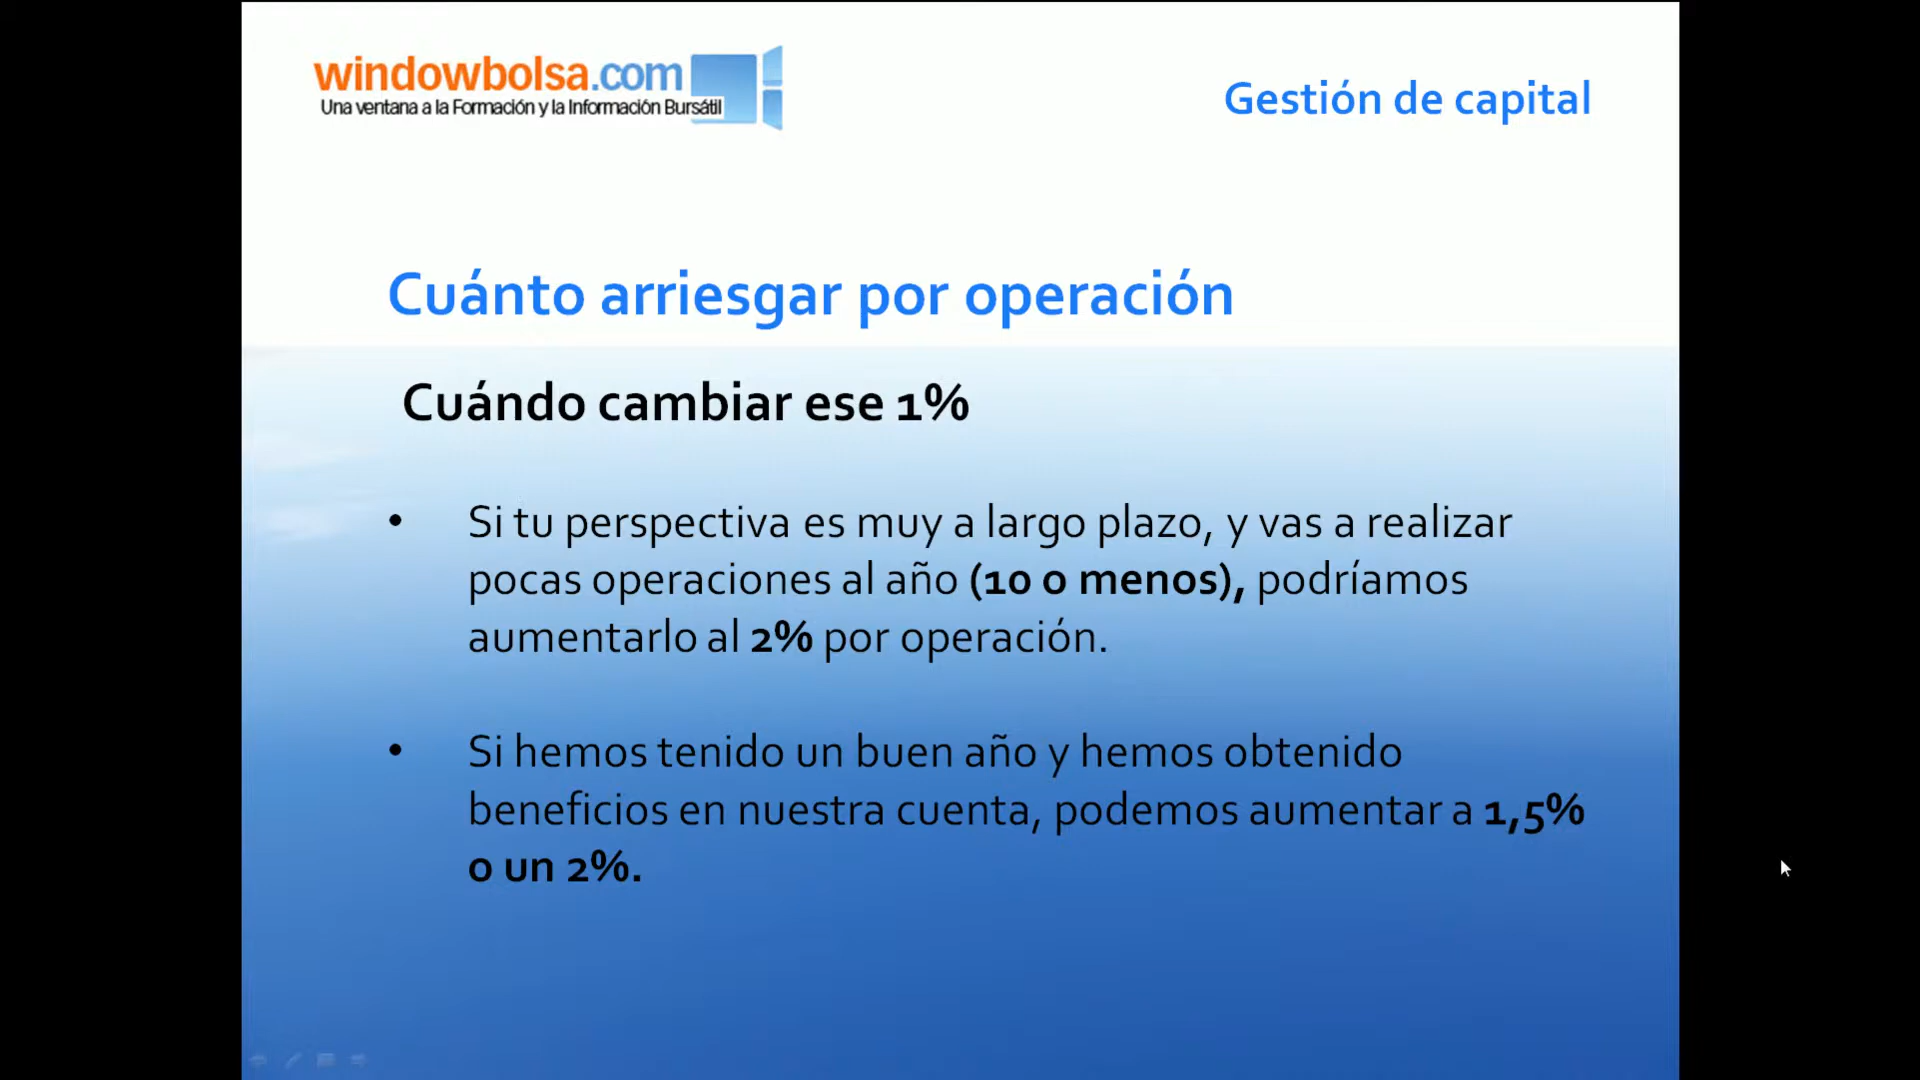 windowbolsa.com
Una ventana a la Formación y la Información Bursátil
Gestión de capital
Cuánto arriesgar por operación
Cuándo cambiar ese 1%
• Si tu perspectiva es muy a largo plazo, y vas a realizar
pocas operaciones al año (10 o menos), podríamos
aumentarlo al 2% por operación.
• Si hemos tenido un buen año y hemos obtenido
beneficios en nuestra cuenta, podemos aumentar a 1,5%
o un 2%.